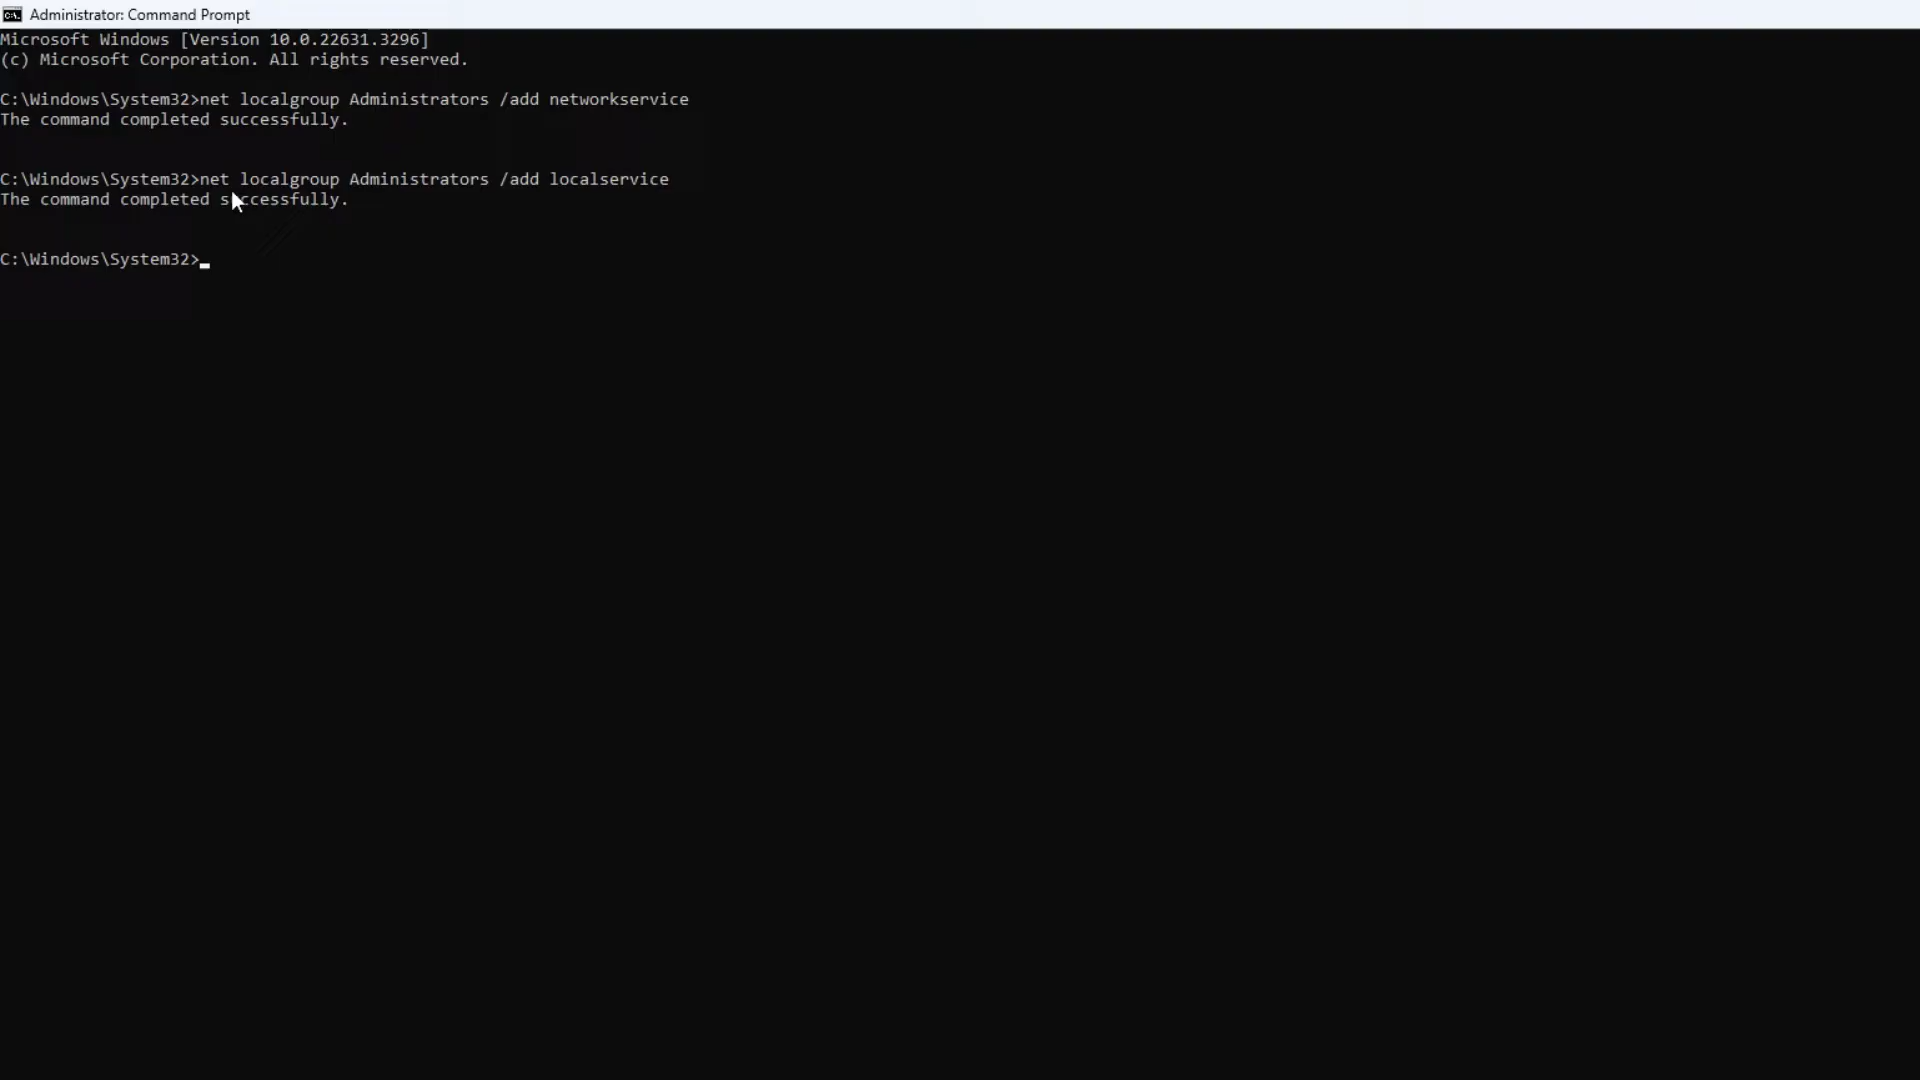 Administrator: Command Prompt
Microsoft Windows [Version 10.0.22631.3296]
(c) Microsoft Corporation. All rights reserved.
C:\Windows\System32>net localgroup Administrators /add networkservice
The command completed successfully.
C:\Windows\System32>net localgroup Administrators /add localservice
The command completed successfully.
C:\Windows\System32>